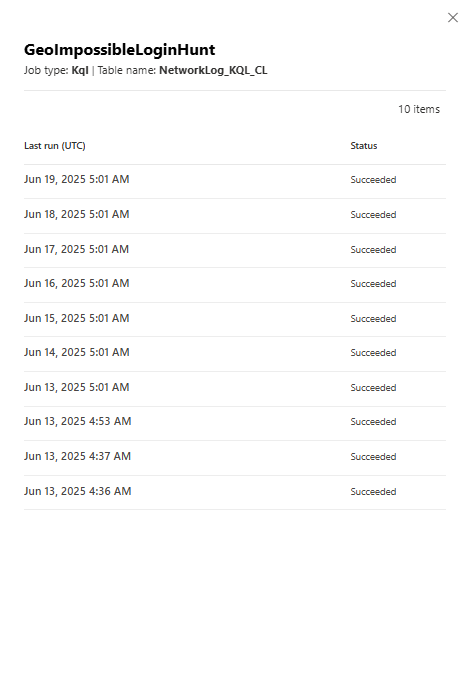 GeoImpossibleLoginHunt
Job type: Kql | Table name: NetworkLog_KQL_CL
10 items
Last run (UTC) Status
Jun 19, 2025 5:01 AM Succeeded
Jun 18, 2025 5:01 AM Succeeded
Jun 17, 2025 5:01 AM Succeeded
Jun 16, 2025 5:01 AM Succeeded
Jun 15, 2025 5:01 AM Succeeded
Jun 14, 2025 5:01 AM Succeeded
Jun 13, 2025 5:01 AM Succeeded
Jun 13, 2025 4:53 AM Succeeded
Jun 13, 2025 4:37 AM Succeeded
Jun 13, 2025 4:36 AM Succeeded